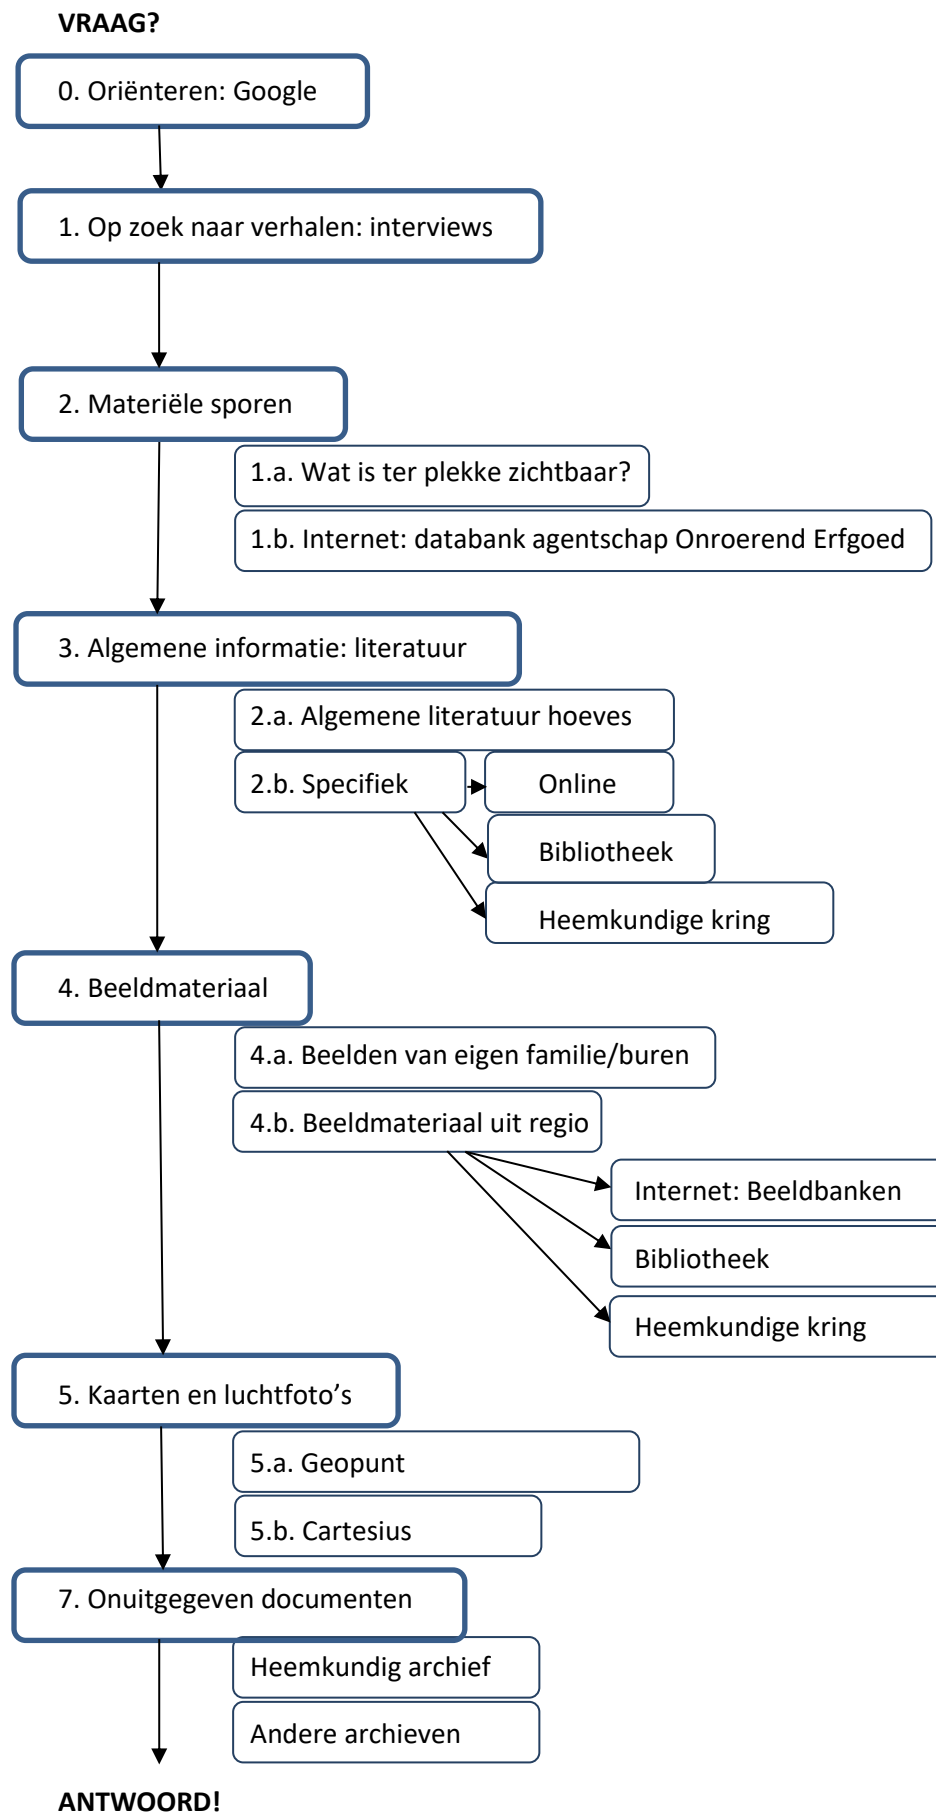 VRAAG?
0. Oriënteren: Google
1. Op zoek naar verhalen: interviews
2. Materiële sporen
1.a. Wat is ter plekke zichtbaar?
1.b. Internet: databank agentschap Onroerend Erfgoed
3. Algemene informatie: literatuur
2.a. Algemene literatuur hoeves
2.b. Specifiek
Online
Bibliotheek
Heemkundige kring
4. Beeldmateriaal
4.a. Beelden van eigen familie/buren
4.b. Beeldmateriaal uit regio
Internet: Beeldbanken
Bibliotheek
Heemkundige kring
5. Kaarten en luchtfoto’s
5.a. Geopunt
5.b. Cartesius
7. Onuitgegeven documenten
Heemkundig archief
Andere archieven
ANTWOORD!